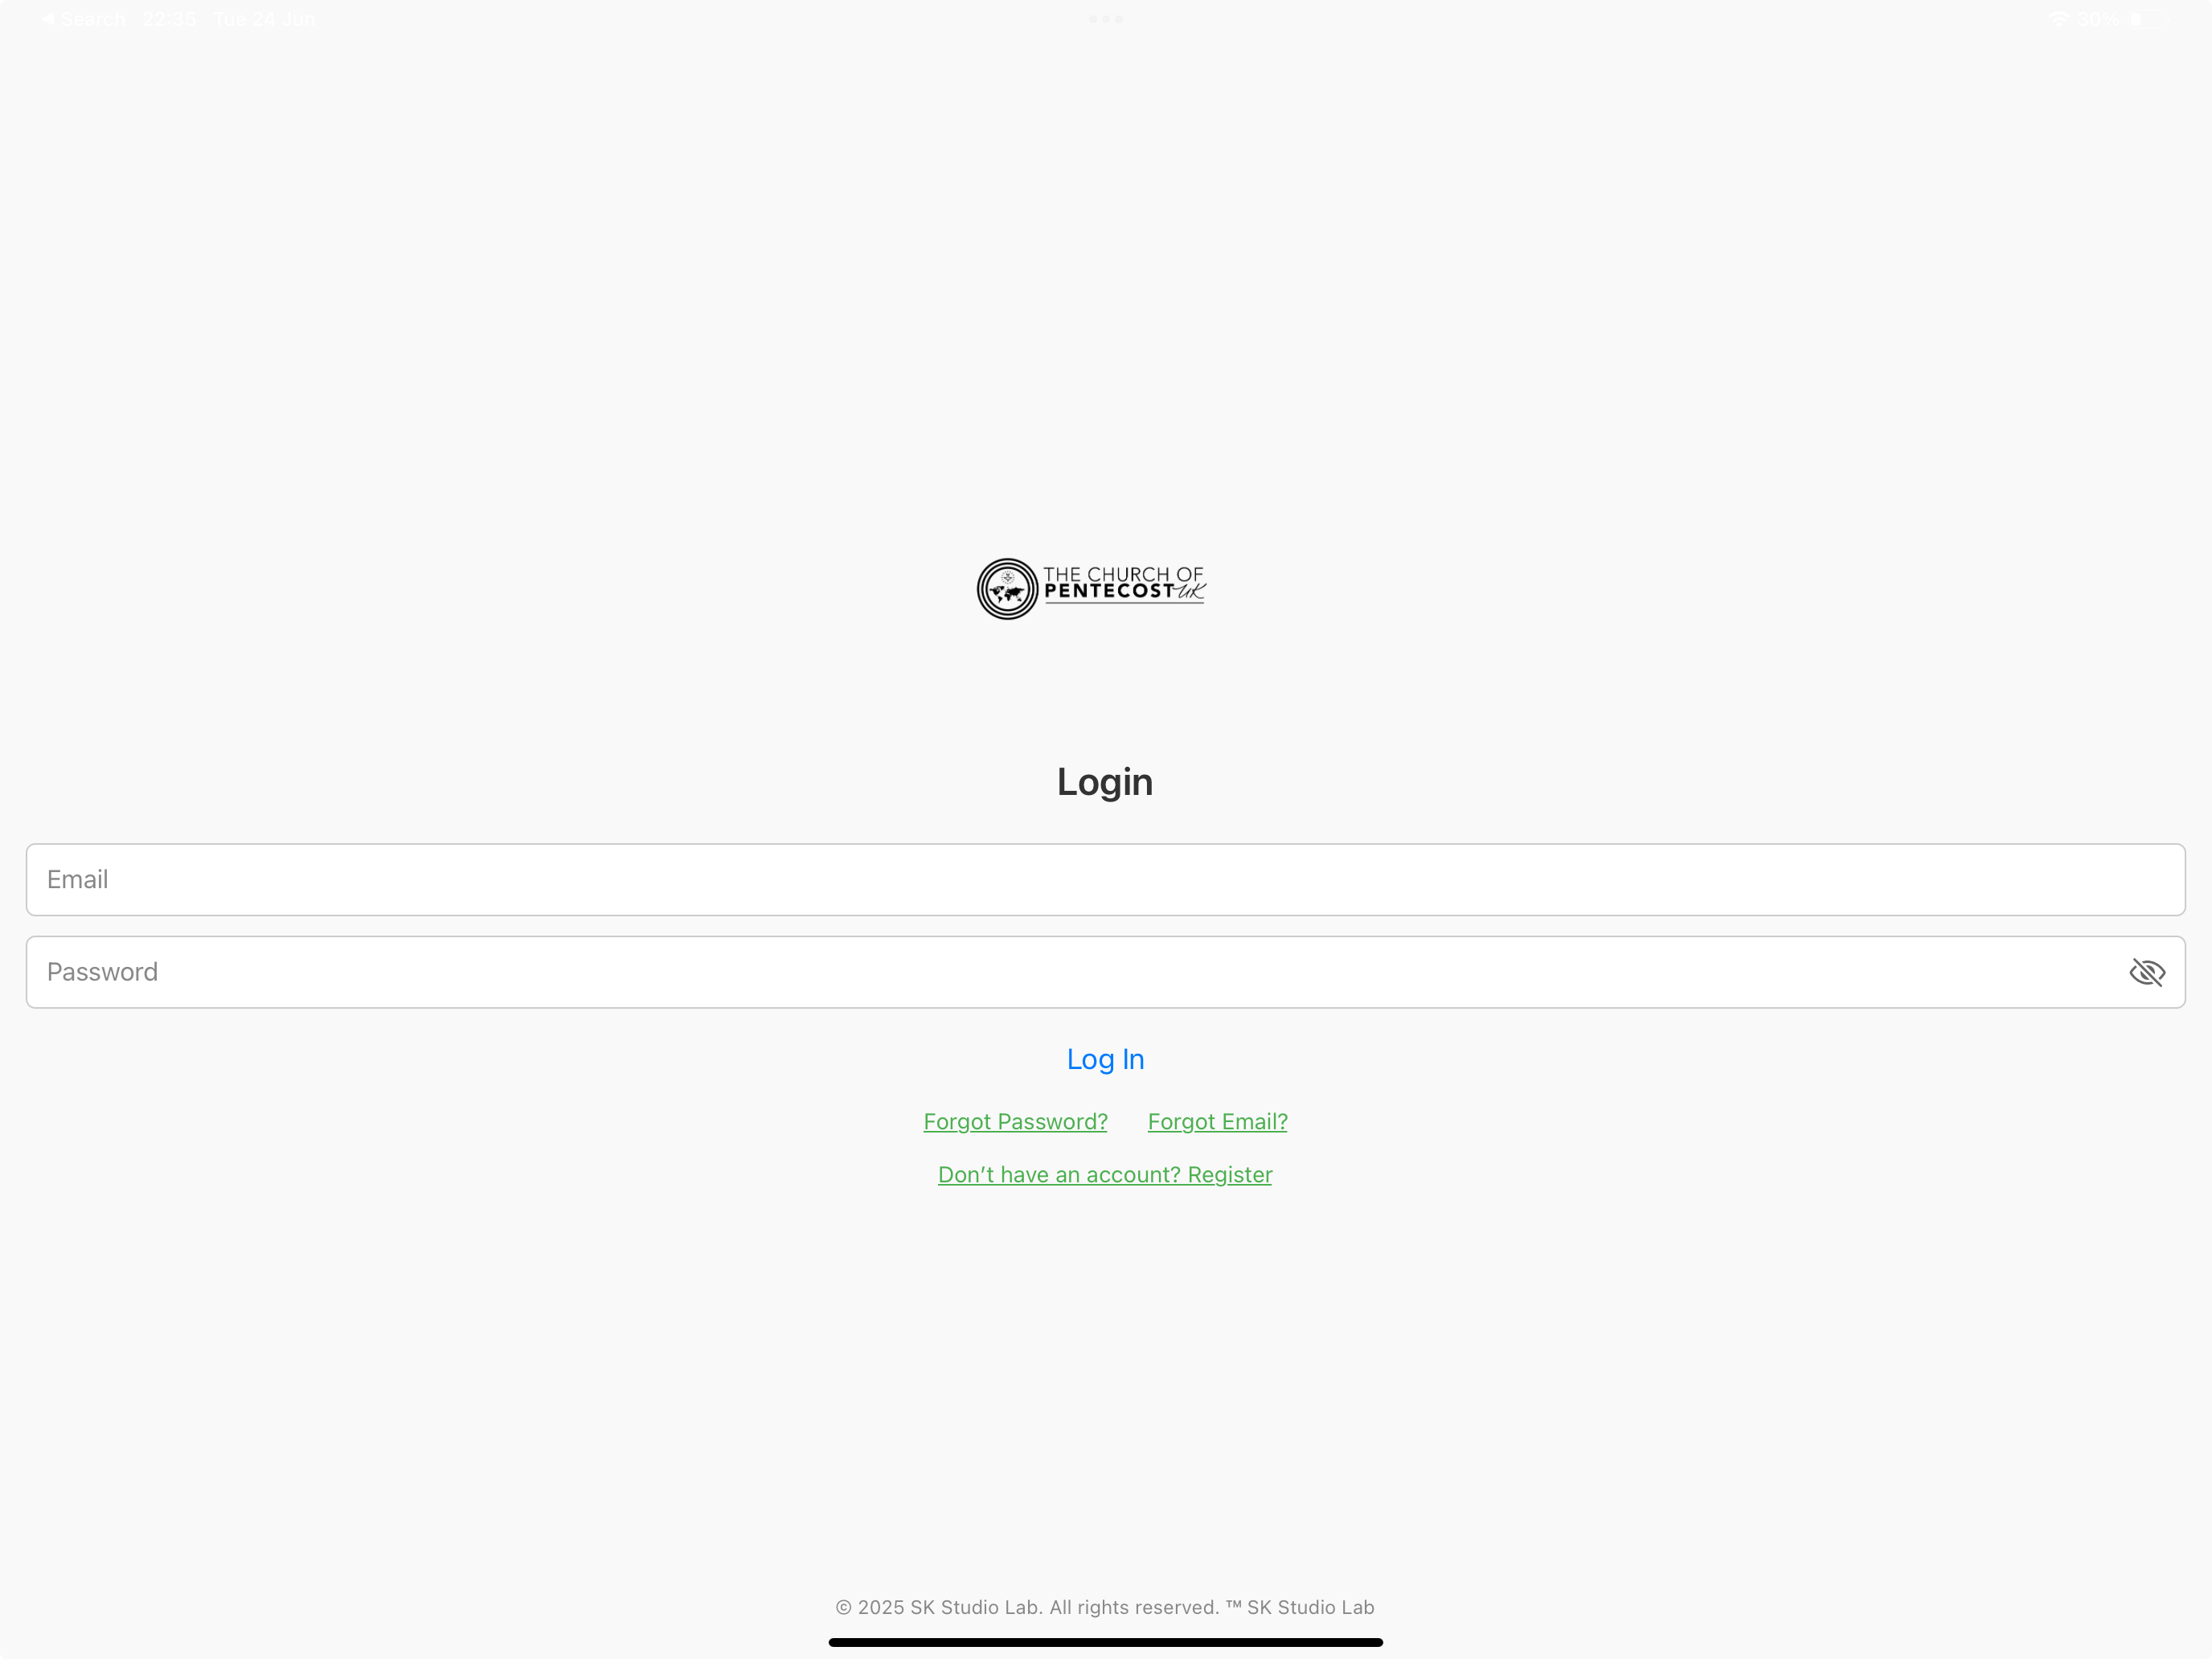 Search 22:36 Tue 24 Jun
30%
THE CHURCH OF
PENTECOST UK
Login
Email
Password
Log In
Forgot Password? Forgot Email?
Don't have an account? Register
© 2025 SK Studio Lab. All rights reserved. ™ SK Studio Lab